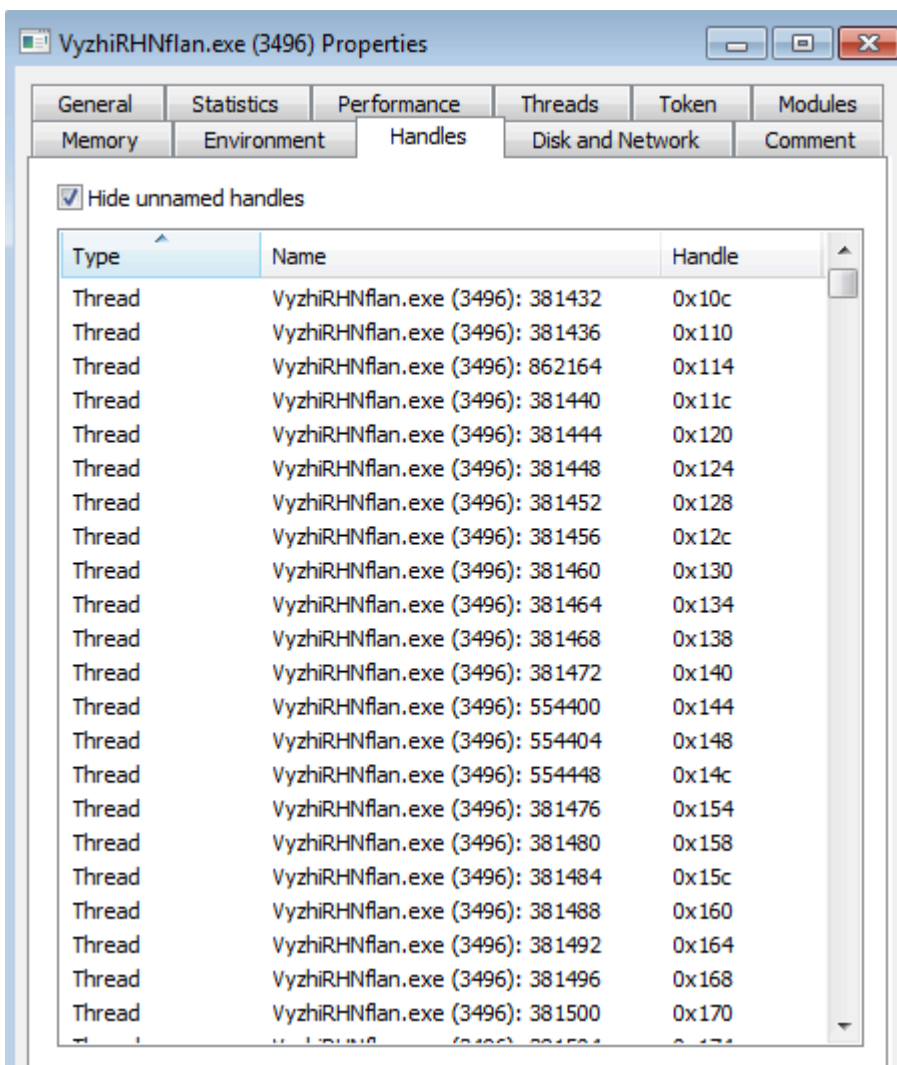 VyzhiRHNflan.exe (3496) Properties
General Statistics Performance Threads Token Modules
Memory Environment Handles Disk and Network Comment
Hide unnamed handles
Type Name Handle
Thread VyzhiRHNflan.exe (3496): 381432 0x10c
Thread VyzhiRHNflan.exe (3496): 381436 0x110
Thread VyzhiRHNflan.exe (3496): 862164 0x114
Thread VyzhiRHNflan.exe (3496): 381440 0x11c
Thread VyzhiRHNflan.exe (3496): 381444 0x120
Thread VyzhiRHNflan.exe (3496): 381448 0x124
Thread VyzhiRHNflan.exe (3496): 381452 0x128
Thread VyzhiRHNflan.exe (3496): 381456 0x12c
Thread VyzhiRHNflan.exe (3496): 381460 0x130
Thread VyzhiRHNflan.exe (3496): 381464 0x134
Thread VyzhiRHNflan.exe (3496): 381468 0x138
Thread VyzhiRHNflan.exe (3496): 381472 0x140
Thread VyzhiRHNflan.exe (3496): 554400 0x144
Thread VyzhiRHNflan.exe (3496): 554404 0x148
Thread VyzhiRHNflan.exe (3496): 554448 0x14c
Thread VyzhiRHNflan.exe (3496): 381476 0x154
Thread VyzhiRHNflan.exe (3496): 381480 0x158
Thread VyzhiRHNflan.exe (3496): 381484 0x15c
Thread VyzhiRHNflan.exe (3496): 381488 0x160
Thread VyzhiRHNflan.exe (3496): 381492 0x164
Thread VyzhiRHNflan.exe (3496): 381496 0x168
Thread VyzhiRHNflan.exe (3496): 381500 0x170